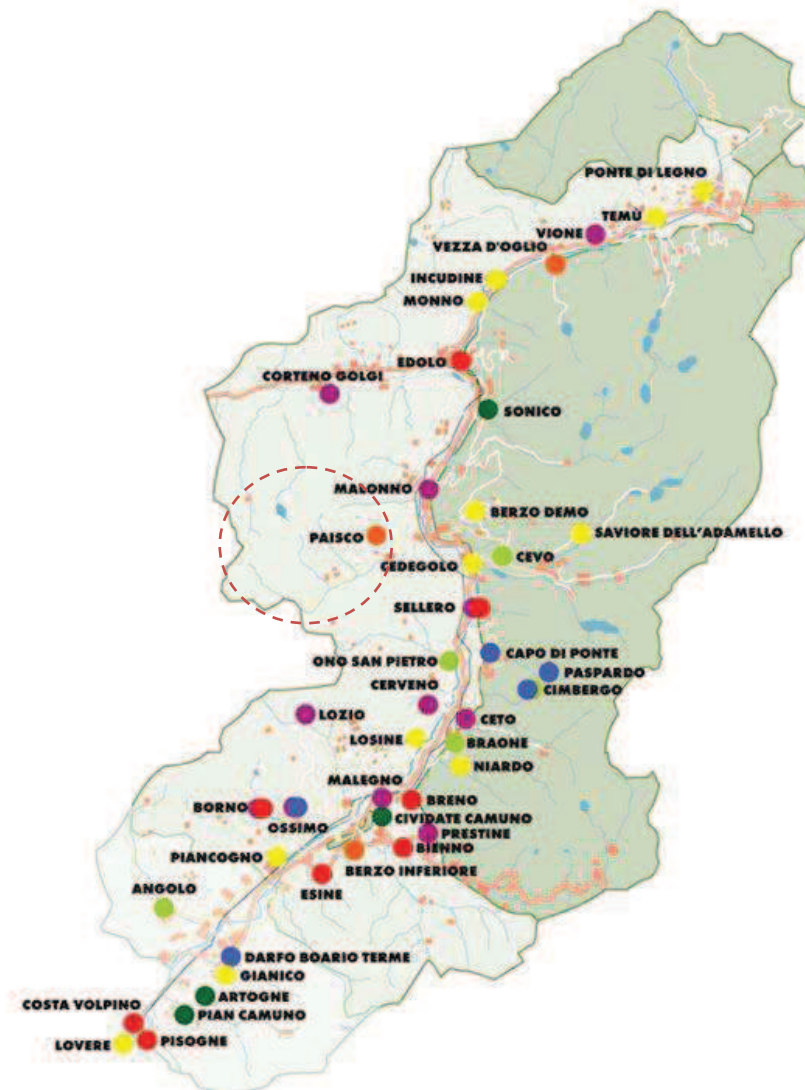 PONTE DI LEGNO
TEMÙ
VIONE
VEZZA D'OGLIO
INCUDINE
MONNO
EDOLO
CORTENO GOLGI
SONICO
MALONNO
BERZO DEMO
PAISCO
SAVIORE DELL'ADAMELLO
CEVO
CEDEGOLO
SELLERO
CAPO DI PONTE
ONO SAN PIETRO
PASPARDO
CIMBERGO
CERVENO
LOZIO
CETO
LOSINE
BRAONE
NIARDO
MALEGNO
BRENO
BORNO
CIVIDATE CAMUNO
OSSIMO
PRESTINE
BIENNO
PIANCOGNO
BERZO INFERIORE
ANGOLO
ESINE
DARFO BOARIO TERME
GIANICO
ARTOGNE
COSTA VOLPINO
PIAN CAMUNO
PISOGNE
LOVERE